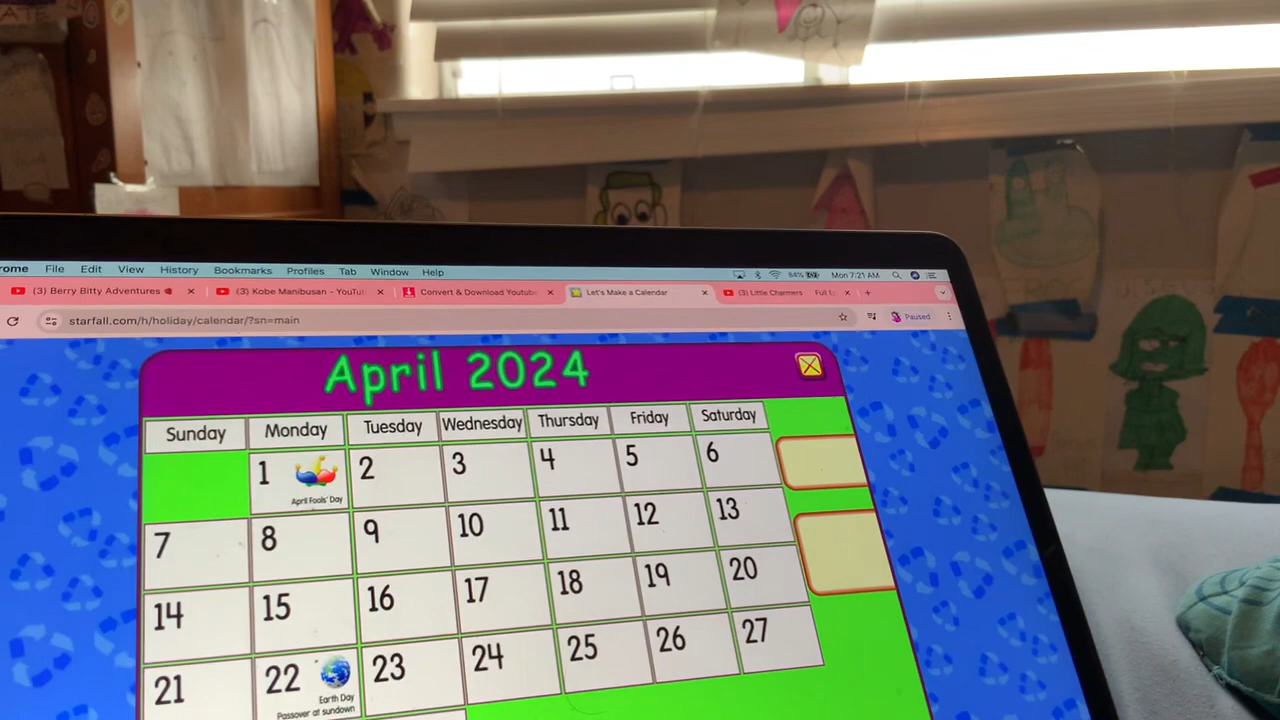 rome File Edit View History Bookmarks Profiles Tab Window Help 84% Mon 7:21 AM
(3) Berry Bitty Adventures (3) Kobe Manibusan - YouTu Convert & Download Youtube Let's Make a Calendar (3) Little Charmers Full E
starfall.com/h/holiday/calendar/?sn=main Paused
April 2024
Sunday Monday Tuesday Wednesday Thursday Friday Saturday
1 2 3 4 5 6
April Fools' Day
7 8 9 10 11 12 13
14 15 16 17 18 19 20
21 22 23 24 25 26 27
Earth Day
Passover at sundown